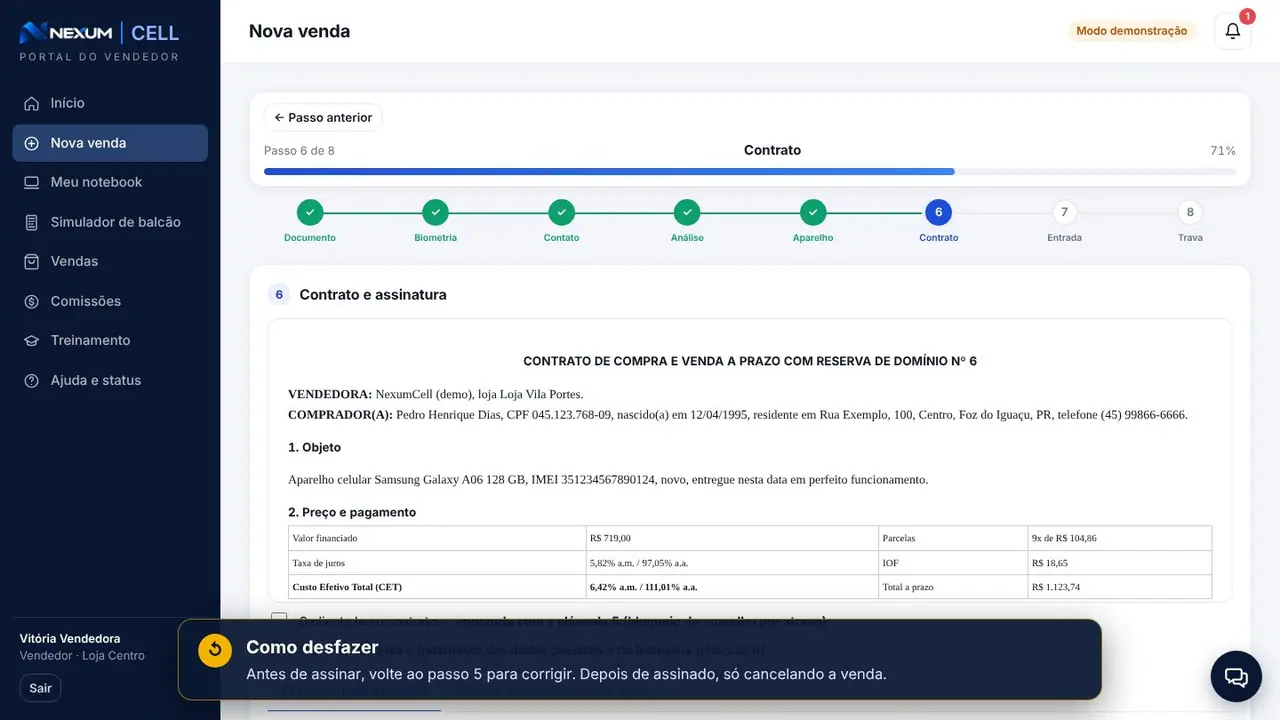 NEXUM | CELL
PORTAL DO VENDEDOR
Início
Nova venda
Meu notebook
Simulador de balcão
Vendas
Comissões
Treinamento
Ajuda e status
Vitória Vendedora
Vendedor · Loja Centro
Sair
Nova venda
Modo demonstração
1
← Passo anterior
Passo 6 de 8
Contrato
71%
6
7
8
Documento
Biometria
Contato
Análise
Aparelho
Contrato
Entrada
Trava
6 Contrato e assinatura
CONTRATO DE COMPRA E VENDA A PRAZO COM RESERVA DE DOMÍNIO Nº 6
VENDEDORA: NexumCell (demo), loja Loja Vila Portes.
COMPRADOR(A): Pedro Henrique Dias, CPF 045.123.768-09, nascido(a) em 12/04/1995, residente em Rua Exemplo, 100, Centro, Foz do Iguaçu, PR, telefone (45) 99866-6666.
1. Objeto
Aparelho celular Samsung Galaxy A06 128 GB, IMEI 351234567890124, novo, entregue nesta data em perfeito funcionamento.
2. Preço e pagamento
Valor financiado R$ 719,00 Parcelas 9x de R$ 104,86
Taxa de juros 5,82% a.m. / 97,05% a.a. IOF R$ 18,65
Custo Efetivo Total (CET) 6,42% a.m. / 111,01% a.a. Total a prazo R$ 1.123,74
Como desfazer
Antes de assinar, volte ao passo 5 para corrigir. Depois de assinado, só cancelando a venda.